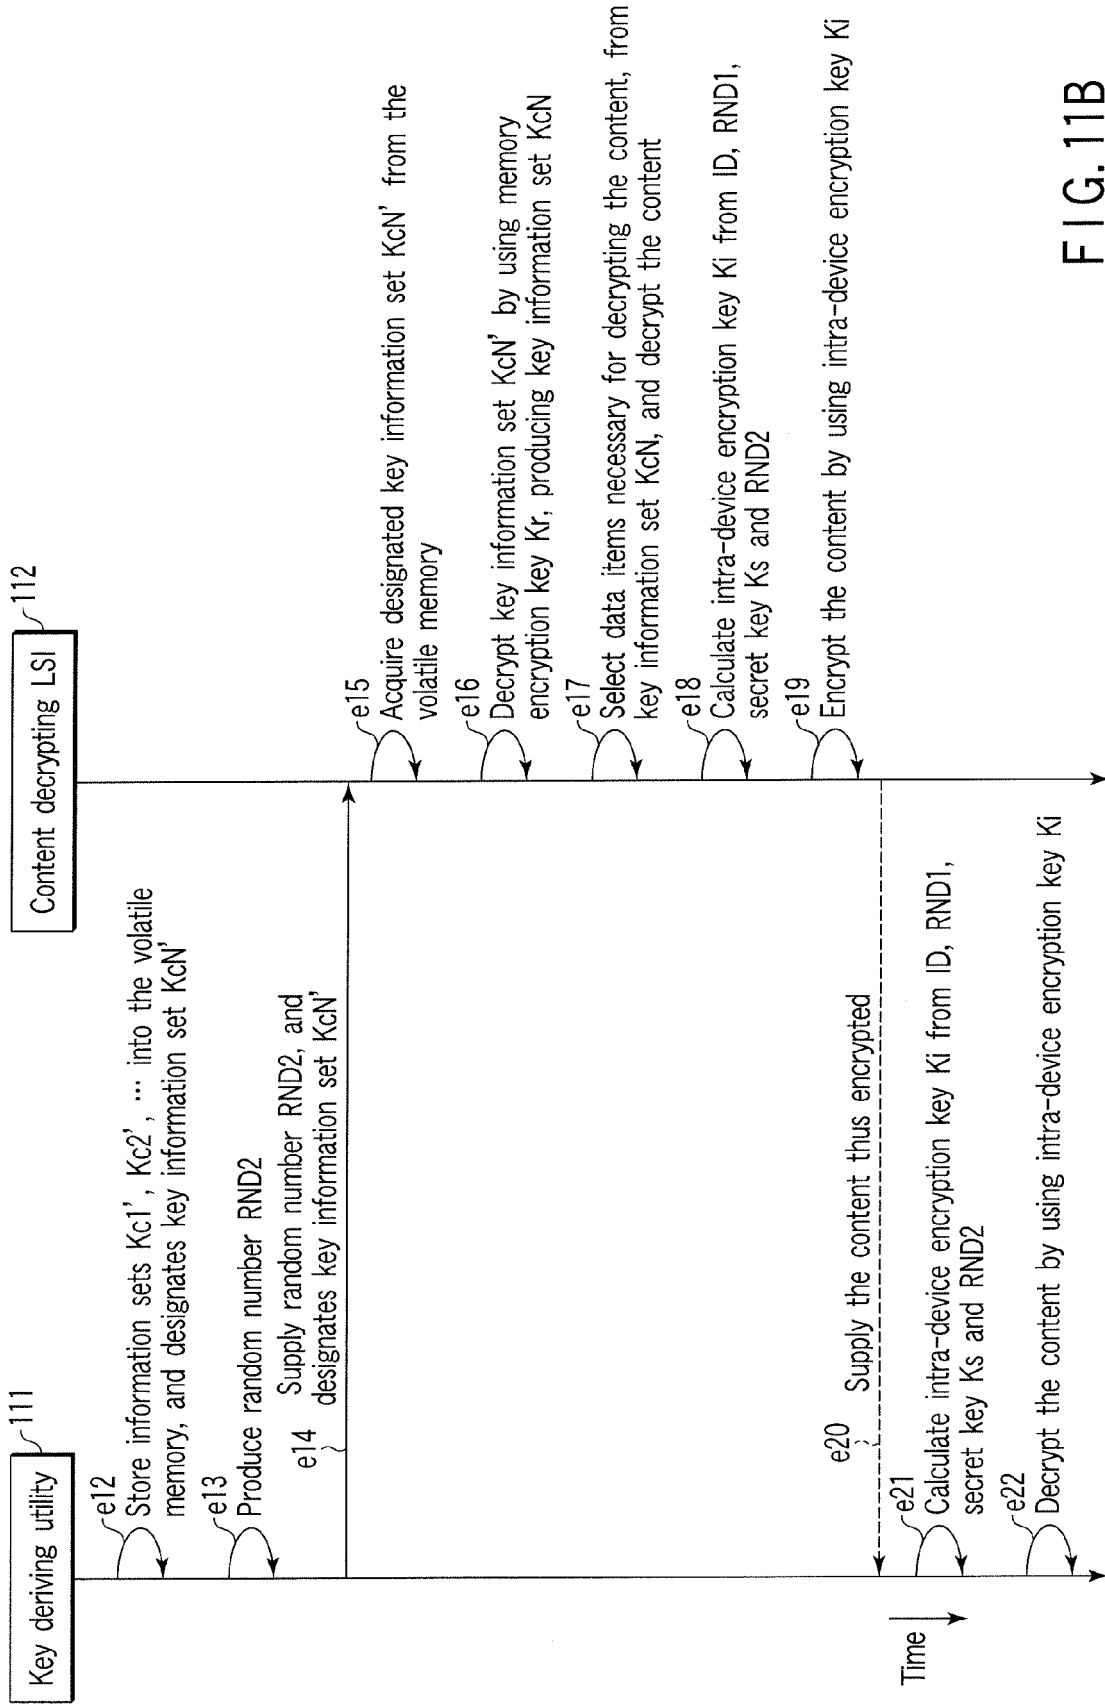 Key deriving utility
111
Content decrypting LSI
112
e12
Store information sets Kc1', Kc2', ··· into the volatile
memory, and designates key information set KcN'
e13
Produce random number RND2
Supply random number RND2, and
designates key information set KcN'
e14
e15
Acquire designated key information set KcN' from the
volatile memory
e16
Decrypt key information set KcN' by using memory
encryption key Kr, producing key information set KcN
e17
Select data items necessary for decrypting the content, from
key information set KcN, and decrypt the content
e18
Calculate intra-device encryption key Ki from ID, RND1,
secret key Ks and RND2
e19
Encrypt the content by using intra-device encryption key Ki
e20
Supply the content thus encrypted
e21
Calculate intra-device encryption key Ki from ID, RND1,
secret key Ks and RND2
e22
Decrypt the content by using intra-device encryption key Ki
Time
FIG. 11B